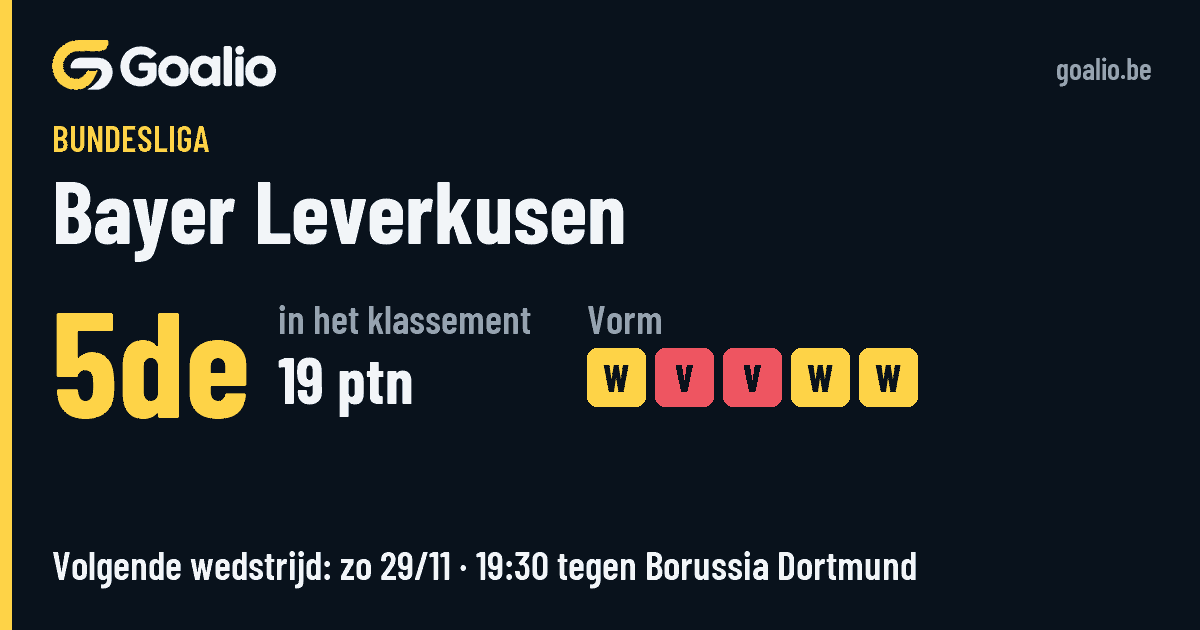 Goalio
goalio.be
BUNDESLIGA
Bayer Leverkusen
5de
in het klassement
19 ptn
Vorm
W V V W W
Volgende wedstrijd: zo 29/11 · 19:30 tegen Borussia Dortmund